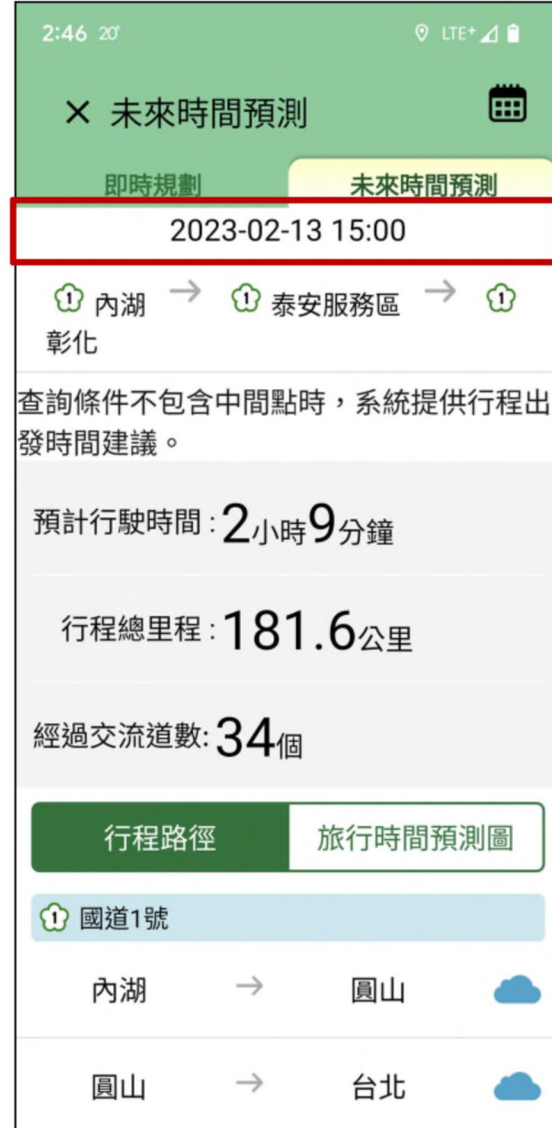 2:46 20° LTE+
× 未來時間預測
即時規劃 未來時間預測
2023-02-13 15:00
1 內湖 → 1 泰安服務區 → 1
彰化
查詢條件不包含中間點時，系統提供行程出
發時間建議。
預計行駛時間:2小時9分鐘
行程總里程:181.6公里
經過交流道數:34個
行程路徑 旅行時間預測圖
1 國道1號
內湖 → 圓山
圓山 → 台北